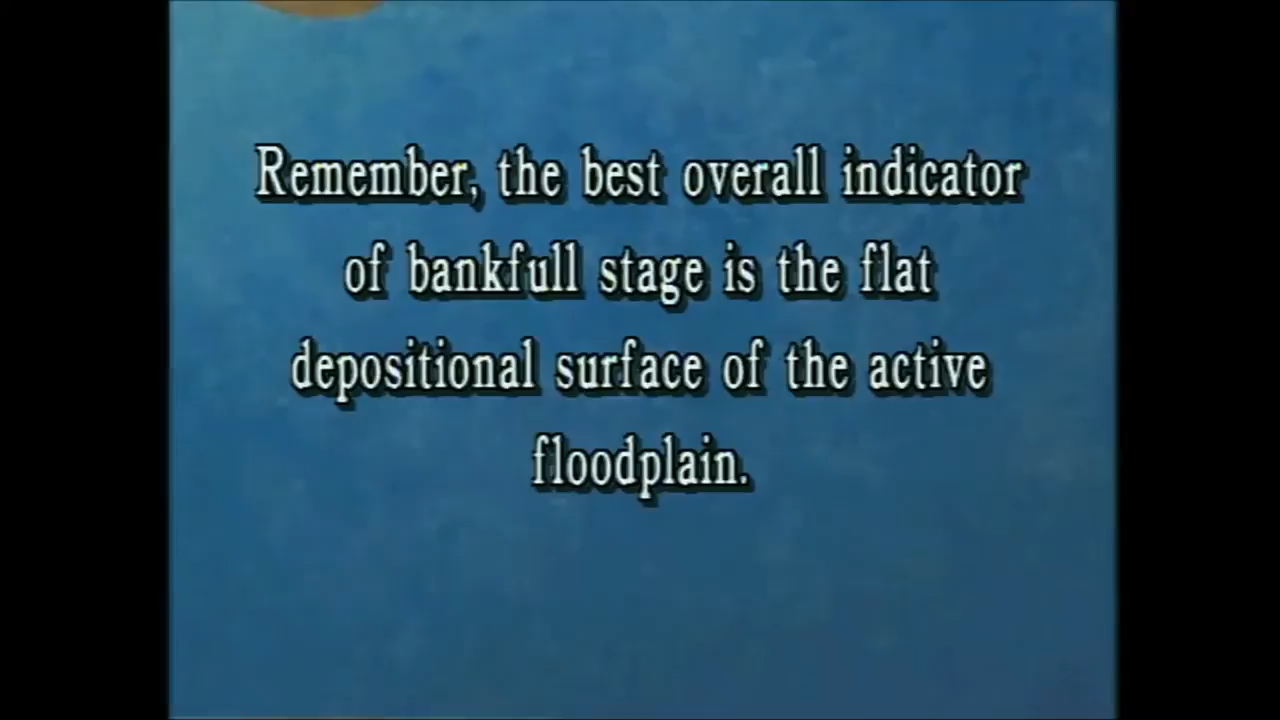 Remember, the best overall indicator
of bankfull stage is the flat
depositional surface of the active
floodplain.